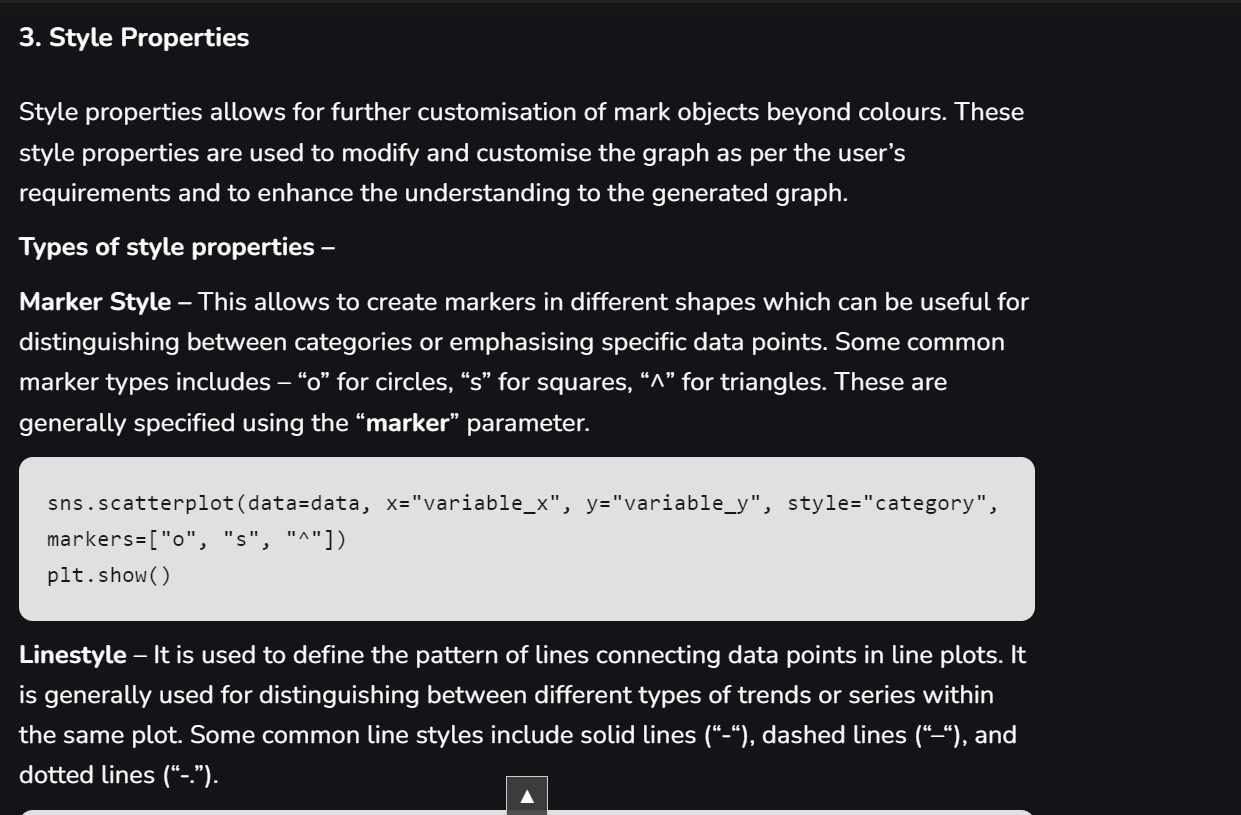 3. Style Properties
Style properties allows for further customisation of mark objects beyond colours. These
style properties are used to modify and customise the graph as per the user’s
requirements and to enhance the understanding to the generated graph.
Types of style properties –
Marker Style – This allows to create markers in different shapes which can be useful for
distinguishing between categories or emphasising specific data points. Some common
marker types includes – “o” for circles, “s” for squares, “^” for triangles. These are
generally specified using the “marker” parameter.
sns.scatterplot(data=data, x="variable_x", y="variable_y", style="category",
markers=["o", "s", "^"])
plt.show()
Linestyle – It is used to define the pattern of lines connecting data points in line plots. It
is generally used for distinguishing between different types of trends or series within
the same plot. Some common line styles include solid lines (“-“), dashed lines (“–“), and
dotted lines (“-.”).